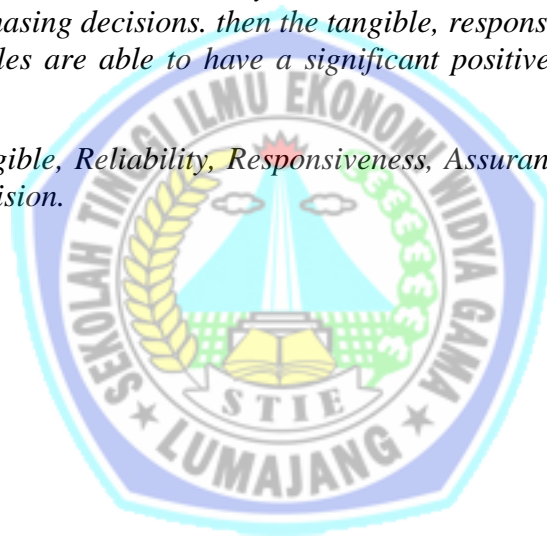 hasing decisions. then the tangible, respons
les are able to have a significant positive
gible, Reliability, Responsiveness, Assuran
ision.
SEKOLAH TINGGI ILMU EKONOMI WIDYA GAMA
STIE
LUMAJANG